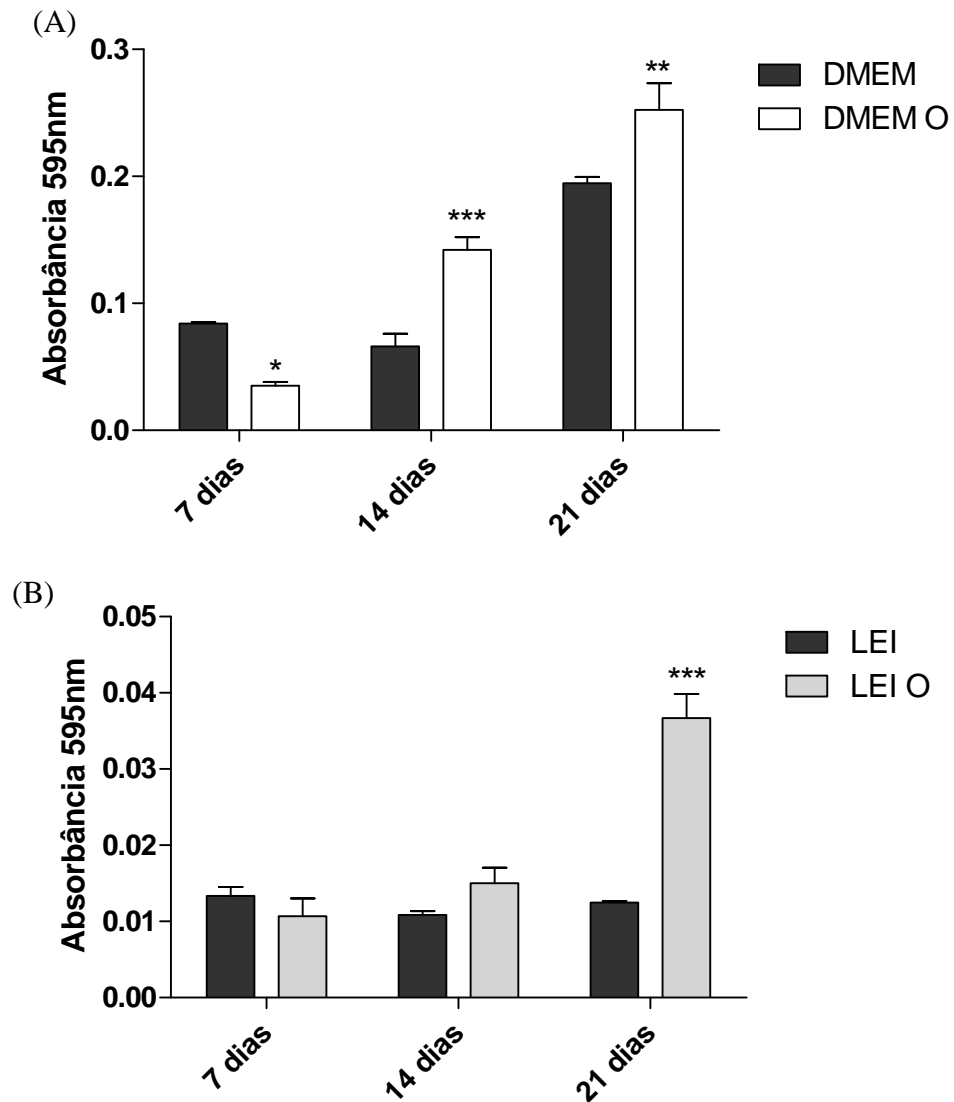 (A)
0.3
0.2
0.1
0.0
Absorbância 595nm
*
***
**
DMEM
DMEM O
7 dias
14 dias
21 dias
(B)
0.05
0.04
0.03
0.02
0.01
0.00
Absorbância 595nm
***
LEI
LEI O
7 dias
14 dias
21 dias